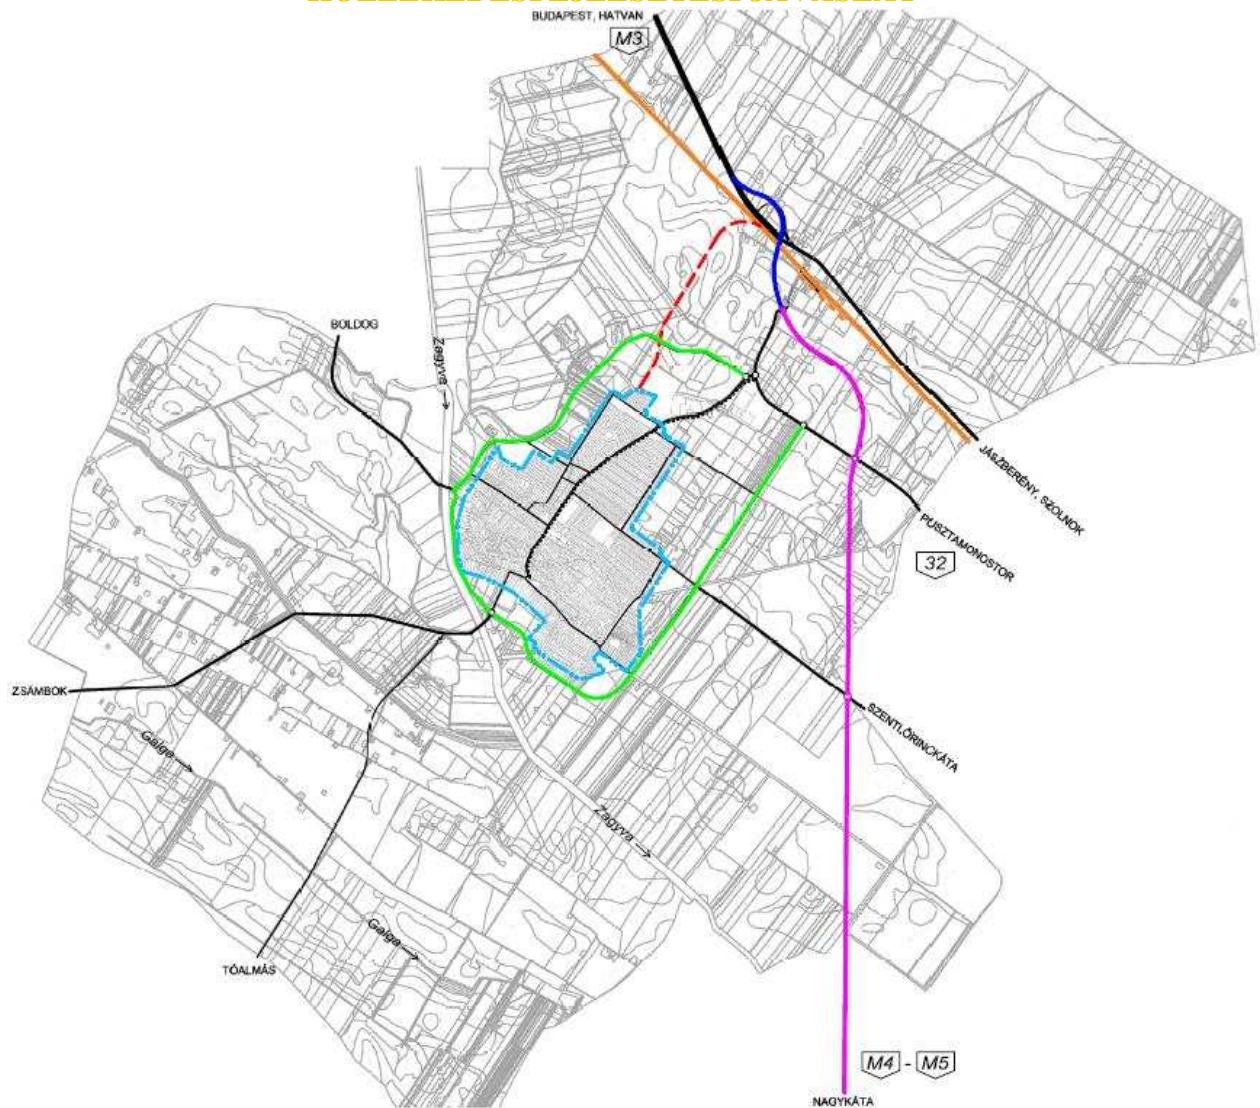 BUDAPEST, HATVAN
M3
BOLDOG
Zagyva
JÁSZBERÉNY, SZOLNOK
PUSZTAMONOSTOR
32
ZSÁMBOK
SZENTLŐRINCKÁTA
Galga
Zagyva
Galga
TÓALMÁS
M4 - M5
NAGYKÁTA